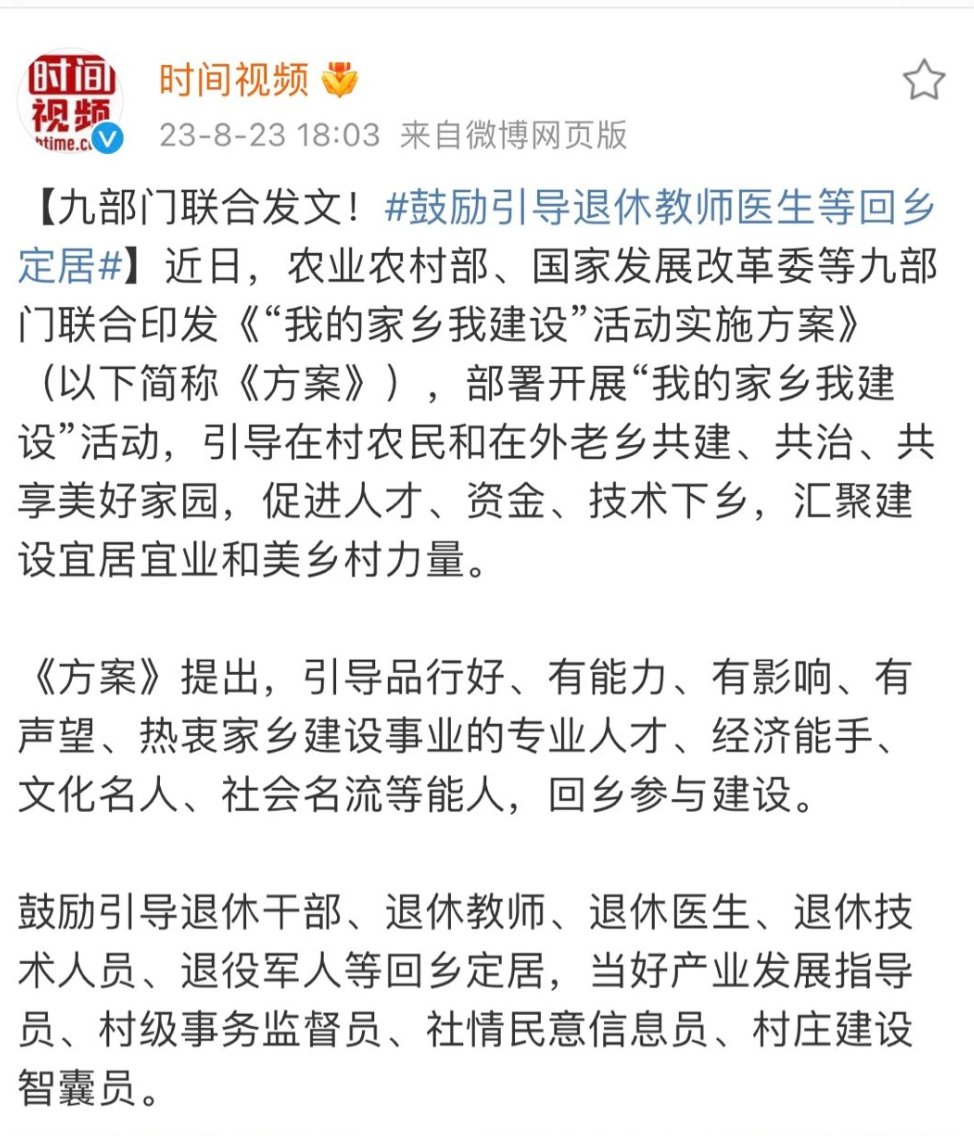 时间
视频
btime.c
时间视频
23-8-23 18:03 来自微博网页版
【九部门联合发文！#鼓励引导退休教师医生等回乡
定居#】近日，农业农村部、国家发展改革委等九部
门联合印发《“我的家乡我建设”活动实施方案》
（以下简称《方案》），部署开展“我的家乡我建
设”活动，引导在村农民和在外老乡共建、共治、共
享美好家园，促进人才、资金、技术下乡，汇聚建
设宜居宜业和美乡村力量。
《方案》提出，引导品行好、有能力、有影响、有
声望、热衷家乡建设事业的专业人才、经济能手、
文化名人、社会名流等能人，回乡参与建设。
鼓励引导退休干部、退休教师、退休医生、退休技
术人员、退役军人等回乡定居，当好产业发展指导
员、村级事务监督员、社情民意信息员、村庄建设
智囊员。